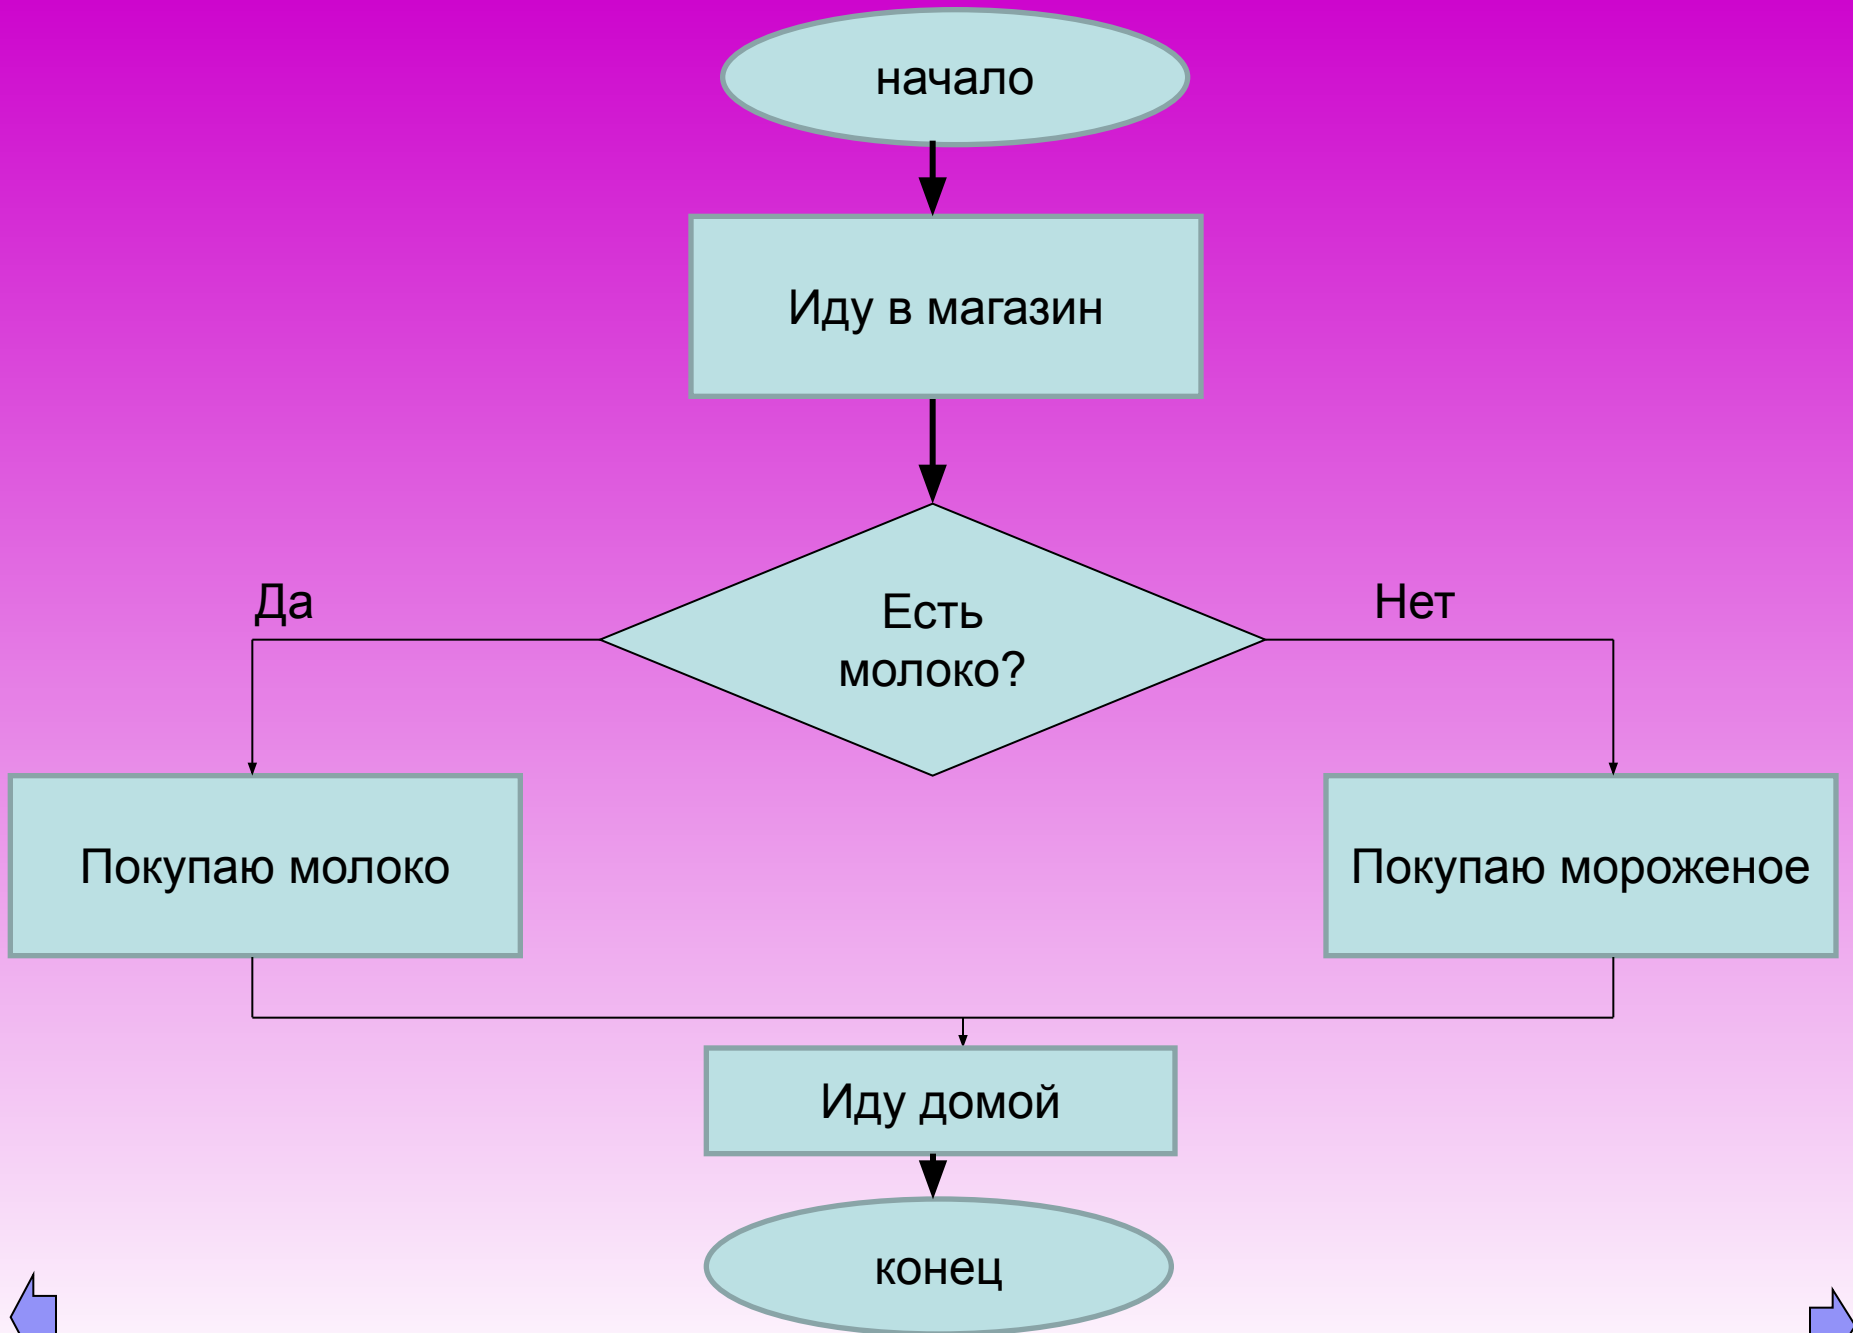 начало
Иду в магазин
Да
Есть
молоко?
Нет
Покупаю молоко
Покупаю мороженое
Иду домой
конец